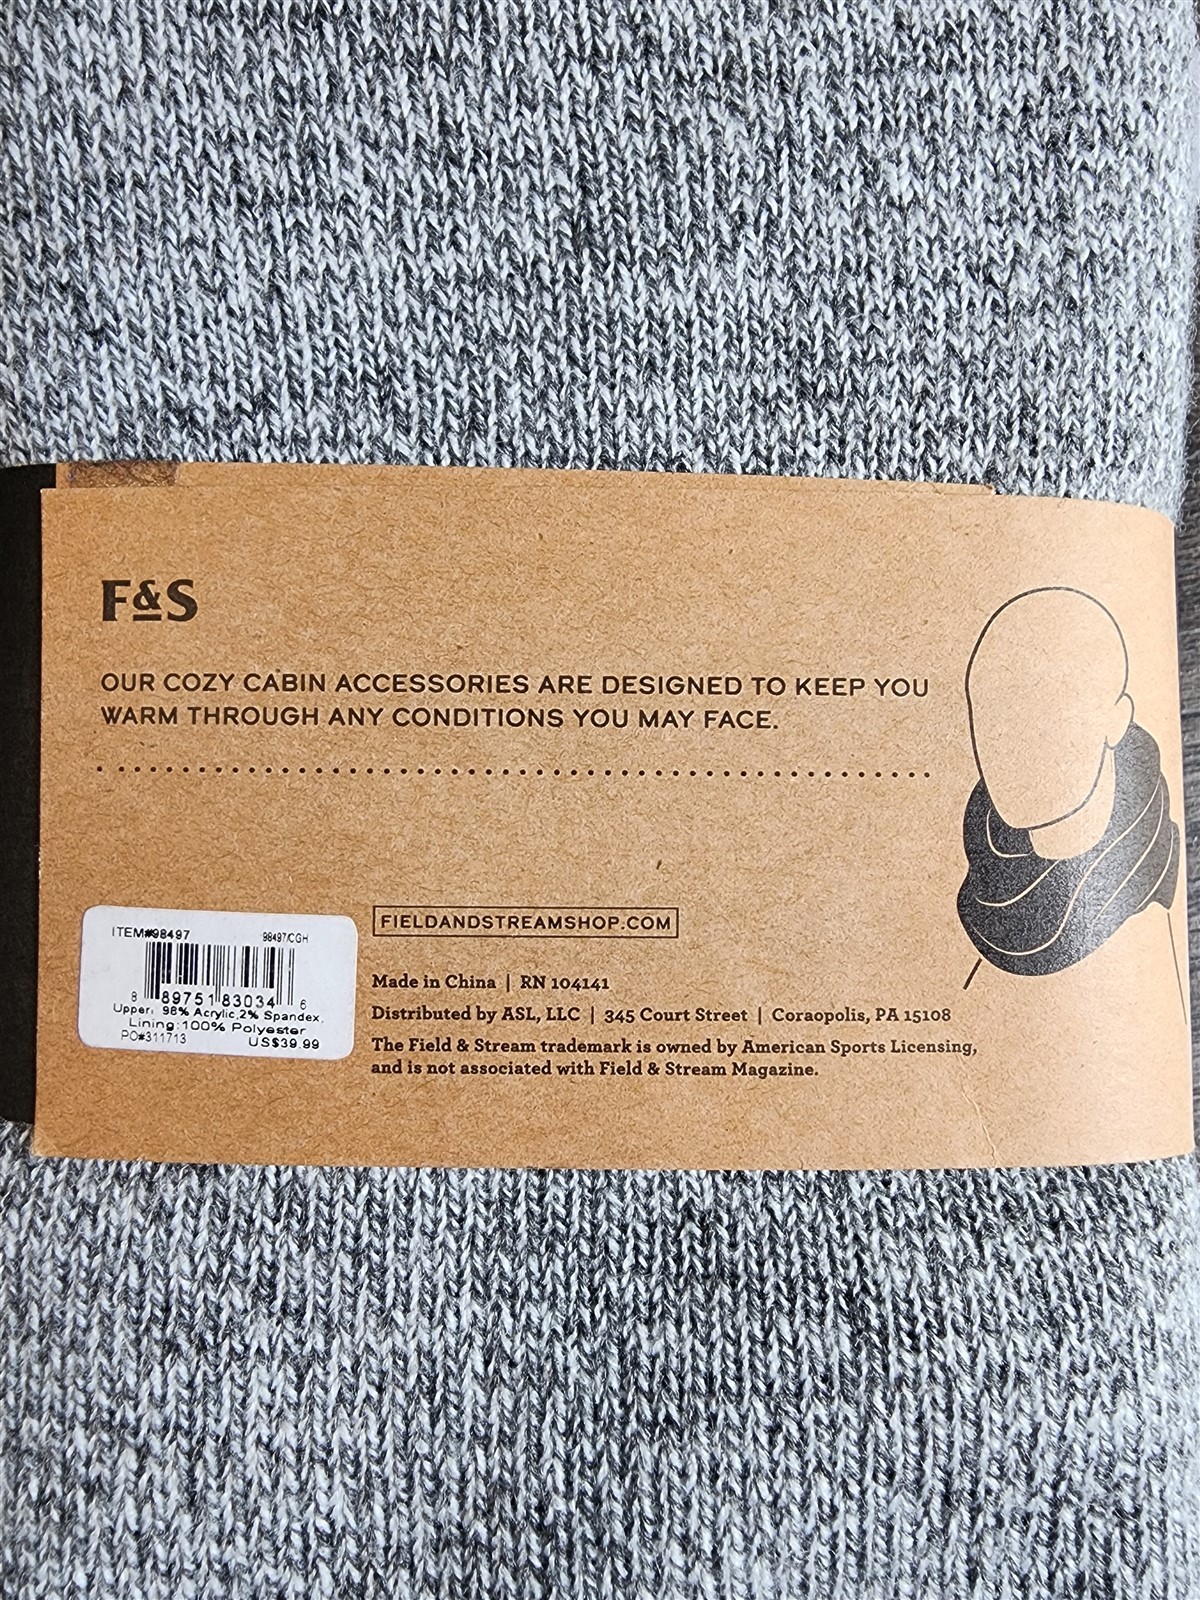 F&S
OUR COZY CABIN ACCESSORIES ARE DESIGNED TO KEEP YOU
WARM THROUGH ANY CONDITIONS YOU MAY FACE.
FIELDANDSTREAMSHOP.COM
Made in China | RN 104141
Distributed by ASL, LLC | 345 Court Street | Coraopolis, PA 15108
The Field & Stream trademark is owned by American Sports Licensing,
and is not associated with Field & Stream Magazine.
ITEM#98497 98497/CGH
8 89751 83034 6
Upper: 98% Acrylic,2% Spandex,
Lining:100% Polyester
PO#311713 US$39.99